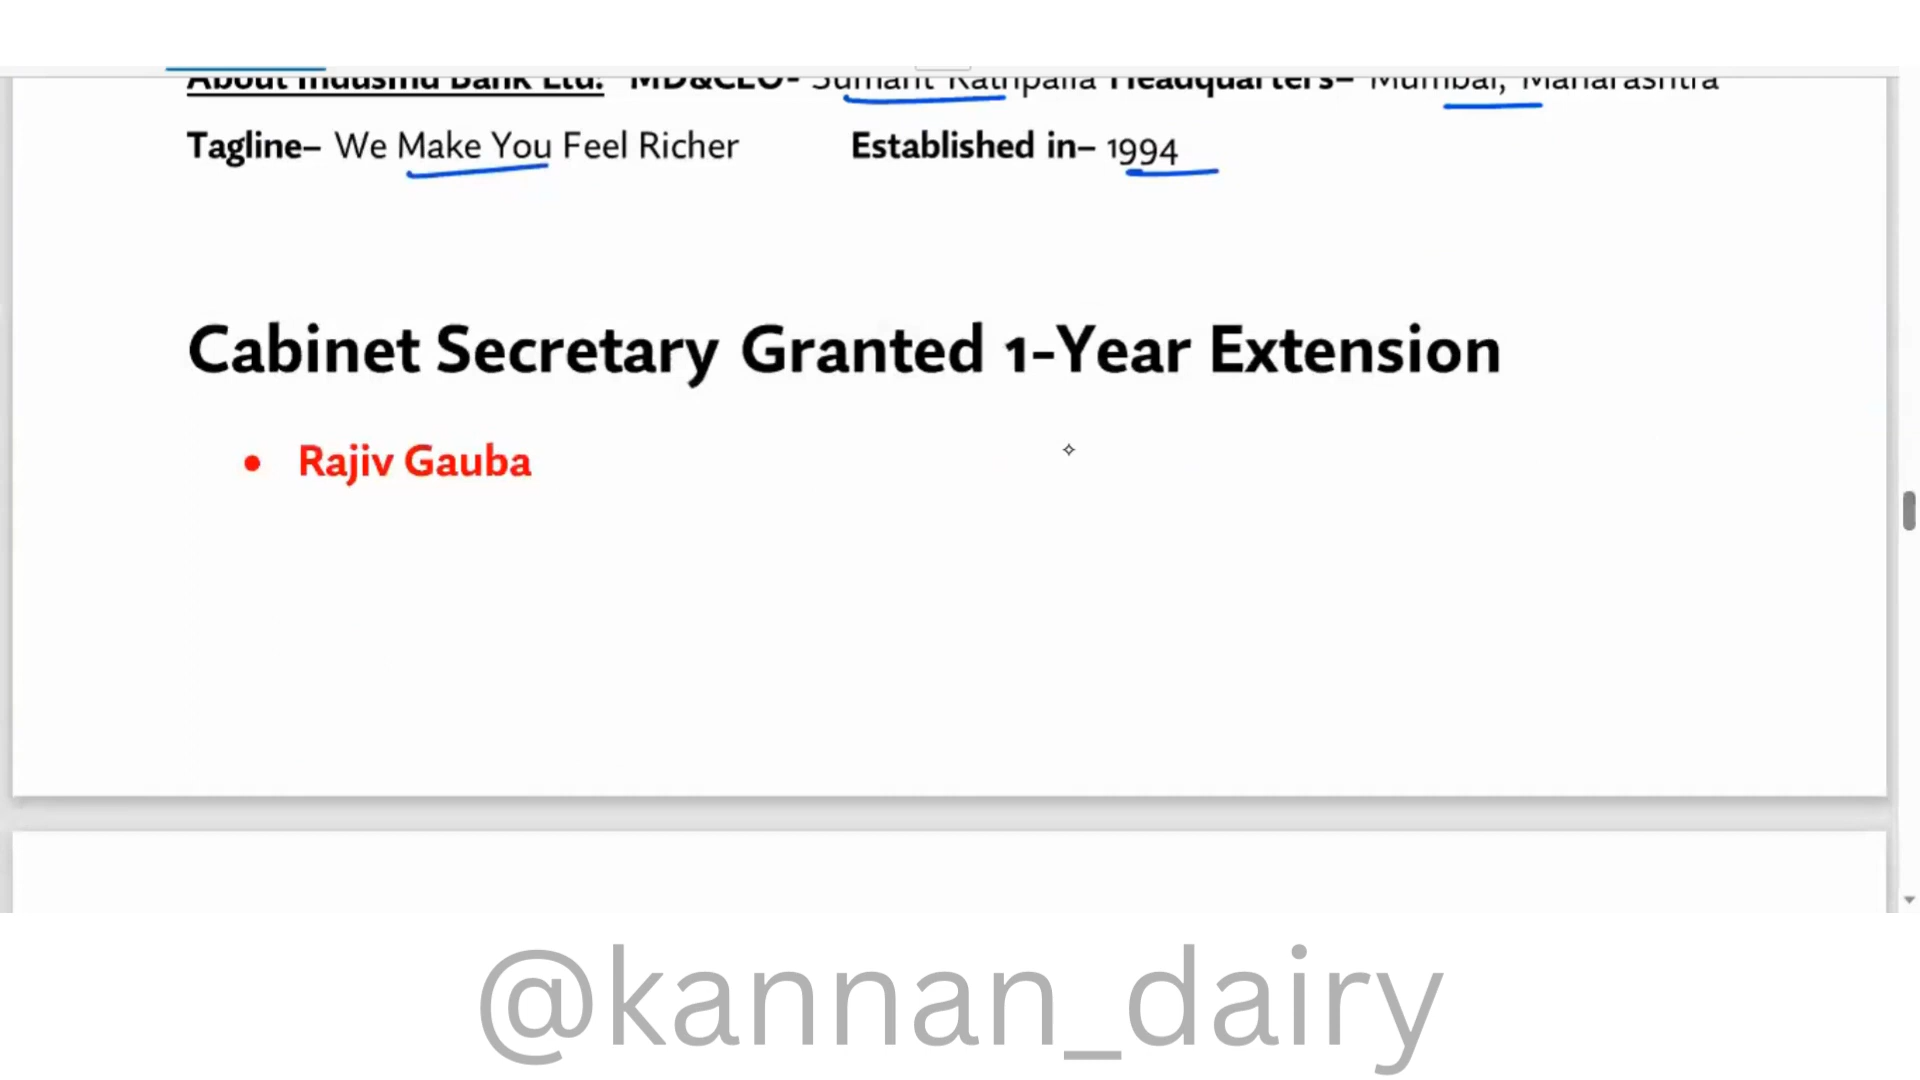 About IndusInd Bank Ltd: MD&CEO- Sumant Kathpalia Headquarters– Mumbai, Maharashtra
Tagline– We Make You Feel Richer Established in– 1994
Cabinet Secretary Granted 1-Year Extension
• Rajiv Gauba
@kannan_dairy